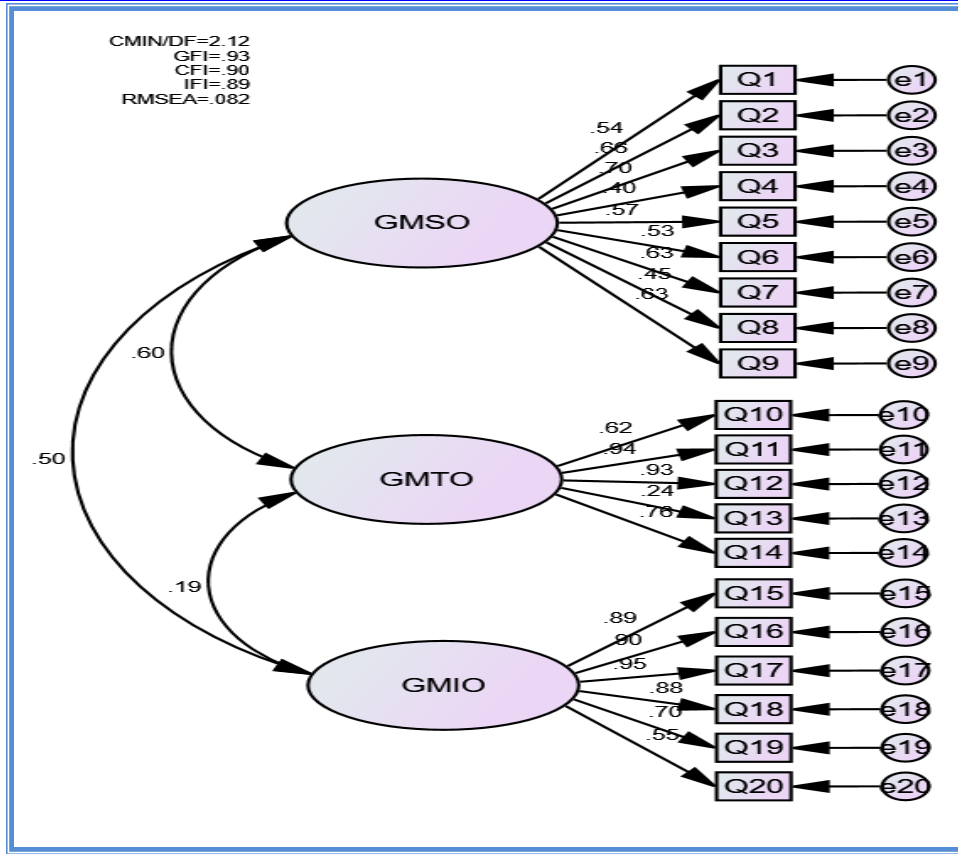 CMIN/DF=2.12
GFI=.93
CFI=.90
IFI=.89
RMSEA=.082
GMSO
.54
.66
.70
.40
.57
.53
.63
.45
.63
Q1
e1
Q2
e2
Q3
e3
Q4
e4
Q5
e5
Q6
e6
Q7
e7
Q8
e8
Q9
e9
.60
.50
.19
GMTO
.62
.94
.93
.24
.76
Q10
e10
Q11
e11
Q12
e12
Q13
e13
Q14
e14
GMIO
.89
.90
.95
.88
.70
.55
Q15
e15
Q16
e16
Q17
e17
Q18
e18
Q19
e19
Q20
e20